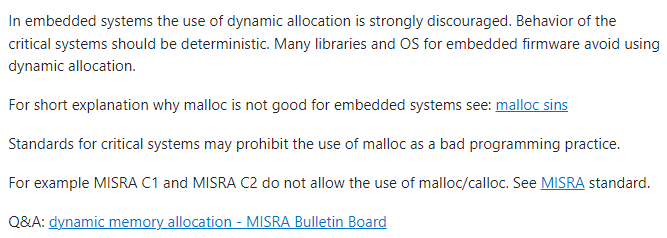 In embedded systems the use of dynamic allocation is strongly discouraged. Behavior of the
critical systems should be deterministic. Many libraries and OS for embedded firmware avoid using
dynamic allocation.
For short explanation why malloc is not good for embedded systems see: malloc sins
Standards for critical systems may prohibit the use of malloc as a bad programming practice.
For example MISRA C1 and MISRA C2 do not allow the use of malloc/calloc. See MISRA standard.
Q&A: dynamic memory allocation - MISRA Bulletin Board